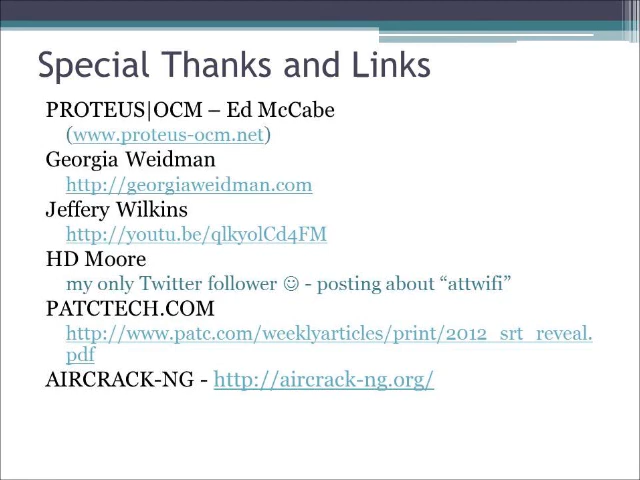 Special Thanks and Links
PROTEUS|OCM – Ed McCabe
(www.proteus-ocm.net)
Georgia Weidman
http://georgiaweidman.com
Jeffery Wilkins
http://youtu.be/qlkyolCd4FM
HD Moore
my only Twitter follower ☺ - posting about “attwifi”
PATCTECH.COM
http://www.patc.com/weeklyarticles/print/2012_srt_reveal.
pdf
AIRCRACK-NG - http://aircrack-ng.org/